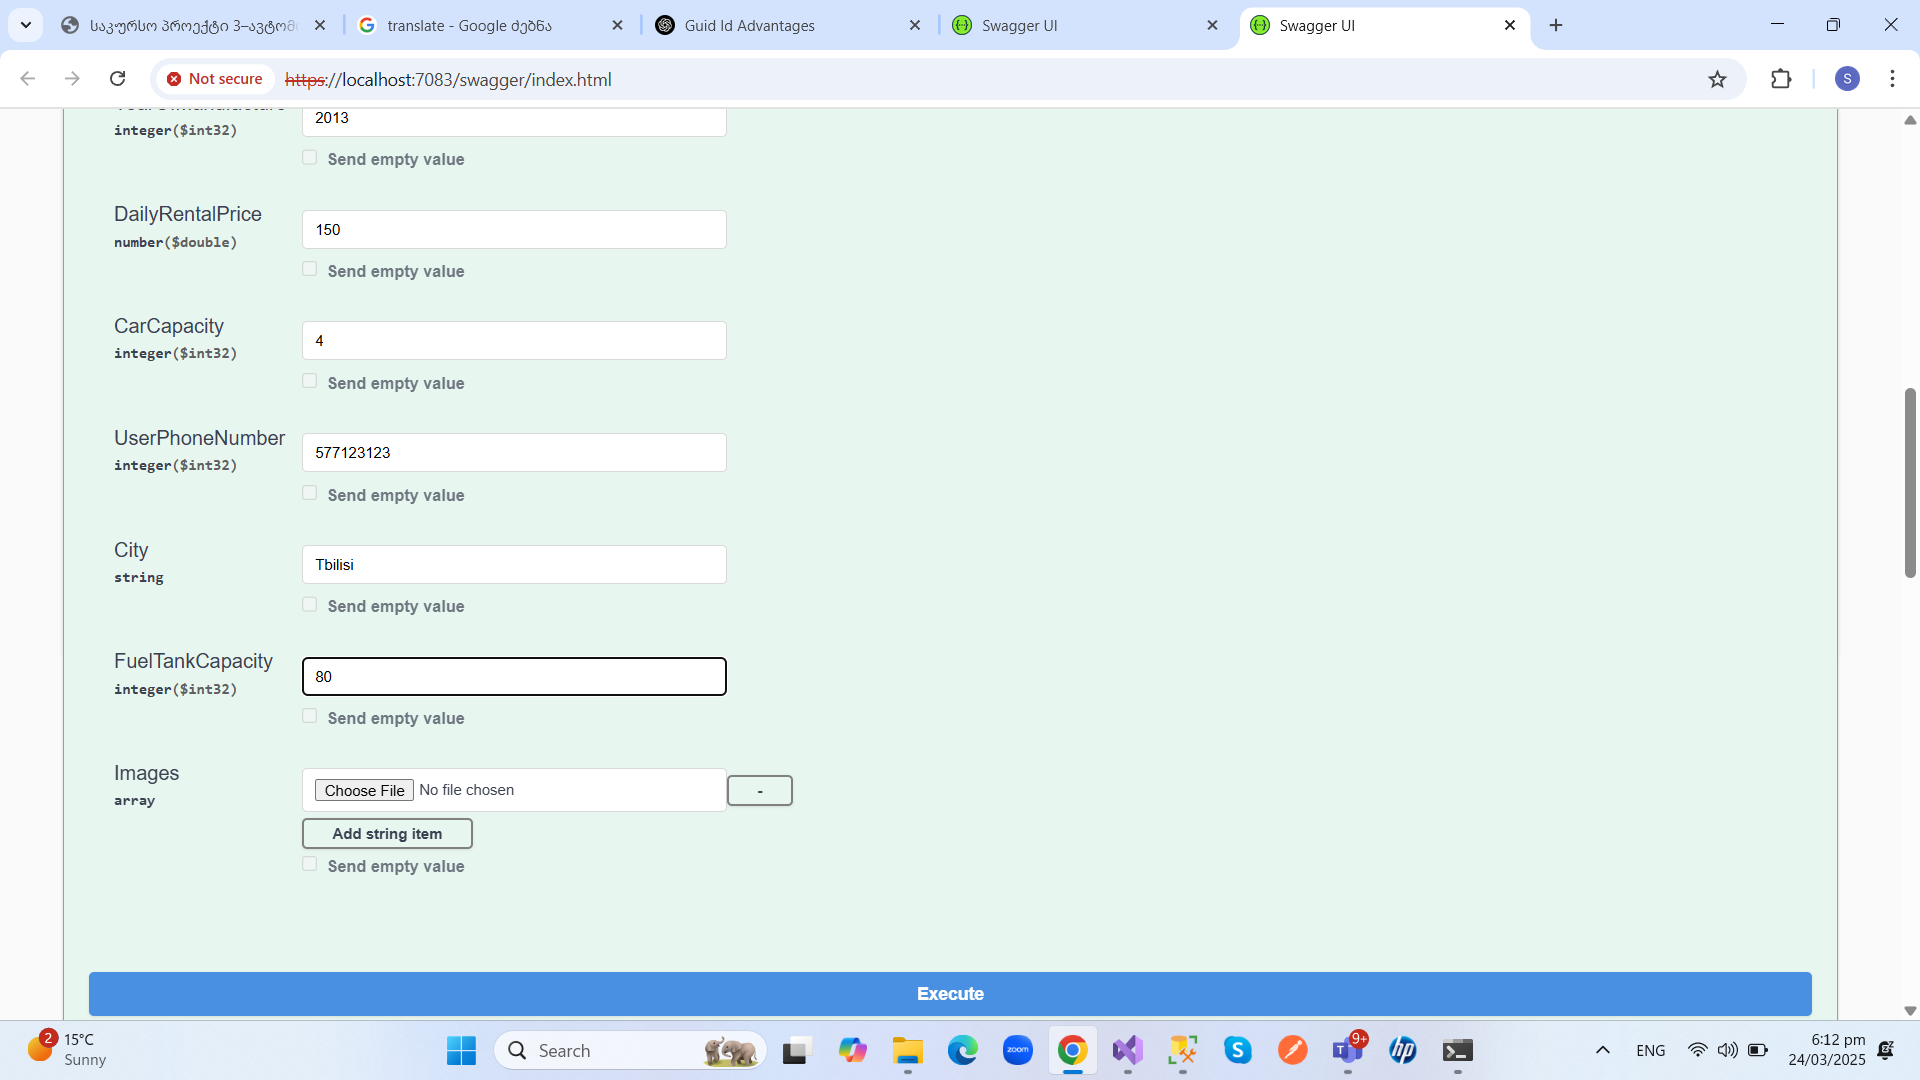 საკურსო პროექტი 3–ავტომ
translate - Google ძებნა
Guid Id Advantages
Swagger UI
Swagger UI
Not secure
https://localhost:7083/swagger/index.html
S
integer($int32)
2013
Send empty value
DailyRentalPrice
number($double)
150
Send empty value
CarCapacity
integer($int32)
4
Send empty value
UserPhoneNumber
integer($int32)
577123123
Send empty value
City
string
Tbilisi
Send empty value
FuelTankCapacity
integer($int32)
80
Send empty value
Images
array
Choose File No file chosen
-
Add string item
Send empty value
Execute
2
15°C
Sunny
Search
zoom
9+
ENG
6:12 pm
24/03/2025